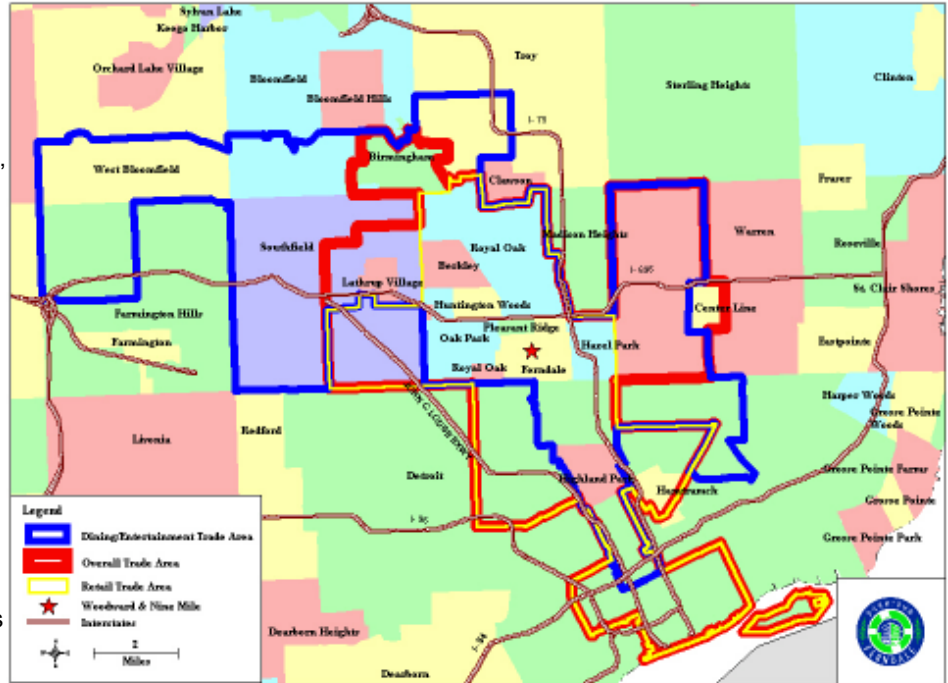 Sylvan Lake
Keego Harbor
Orchard Lake Village
Bloomfield
Bloomfield Hills
Troy
Sterling Heights
Clinton
I- 75
West Bloomfield
Birmingham
Clawson
Fraser
Southfield
Royal Oak
Madison Heights
Warren
Roseville
Berkley
Lathrup Village
I- 696
St. Clair Shores
Huntington Woods
Center Line
Farmington Hills
Pleasant Ridge
Oak Park
Hazel Park
Eastpointe
Farmington
Royal Oak
Ferndale
Harper Woods
Grosse Pointe
Woods
Livonia
Redford
Detroit
Highland Park
Hamtramck
Grosse Pointe Farms
Grosse Pointe
Grosse Pointe Park
I- 96
Legend
Dining/Entertainment Trade Area
Overall Trade Area
Retail Trade Area
Woodward & Nine Mile
Interstates
2
Miles
Dearborn Heights
Dearborn
I- 94
FERNDALE